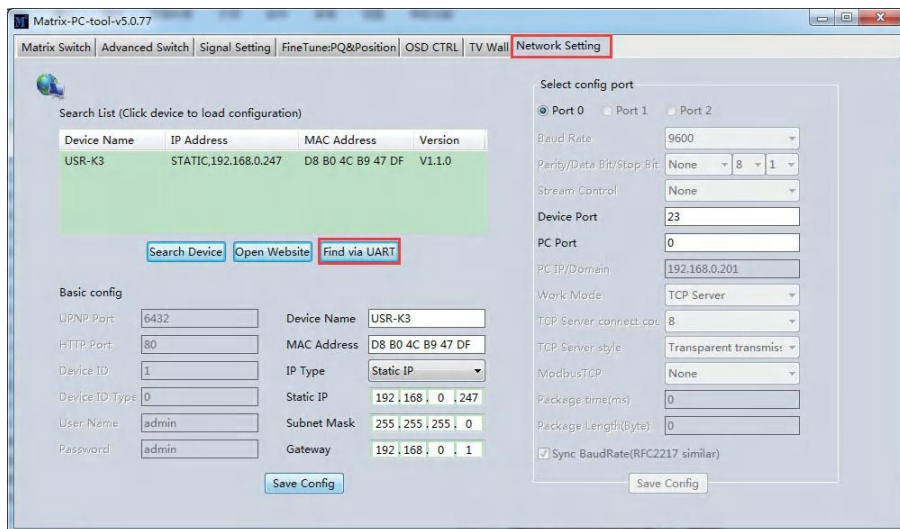 Matrix-PC-tool-v5.0.77
Matrix Switch Advanced Switch Signal Setting FineTune:PQ&Position OSD CTRL TV Wall Network Setting
Search List (Click device to load configuration)
Device Name IP Address MAC Address Version
USR-K3 STATIC,192.168.0.247 D8 B0 4C B9 47 DF V1.1.0
Search Device Open Website Find via UART
Basic config
UPNP Port 6432
HTTP Port 80
Device ID 1
Device ID Type 0
User Name admin
Password admin
Device Name USR-K3
MAC Address D8 B0 4C B9 47 DF
IP Type Static IP
Static IP 192.168.0.247
Subnet Mask 255.255.255.0
Gateway 192.168.0.1
Save Config
Select config port
Port 0 Port 1 Port 2
Baud Rate 9600
Parity/Data Bit/Stop Bit None 8 1
Stream Control None
Device Port 23
PC Port 0
PC IP/Domain 192.168.0.201
Work Mode TCP Server
TCP Server connect cou 8
TCP Server style Transparent transmiss
ModbusTCP None
Package time(ms) 0
Package Length(Byte) 0
Sync BaudRate(RFC2217 similar)
Save Config